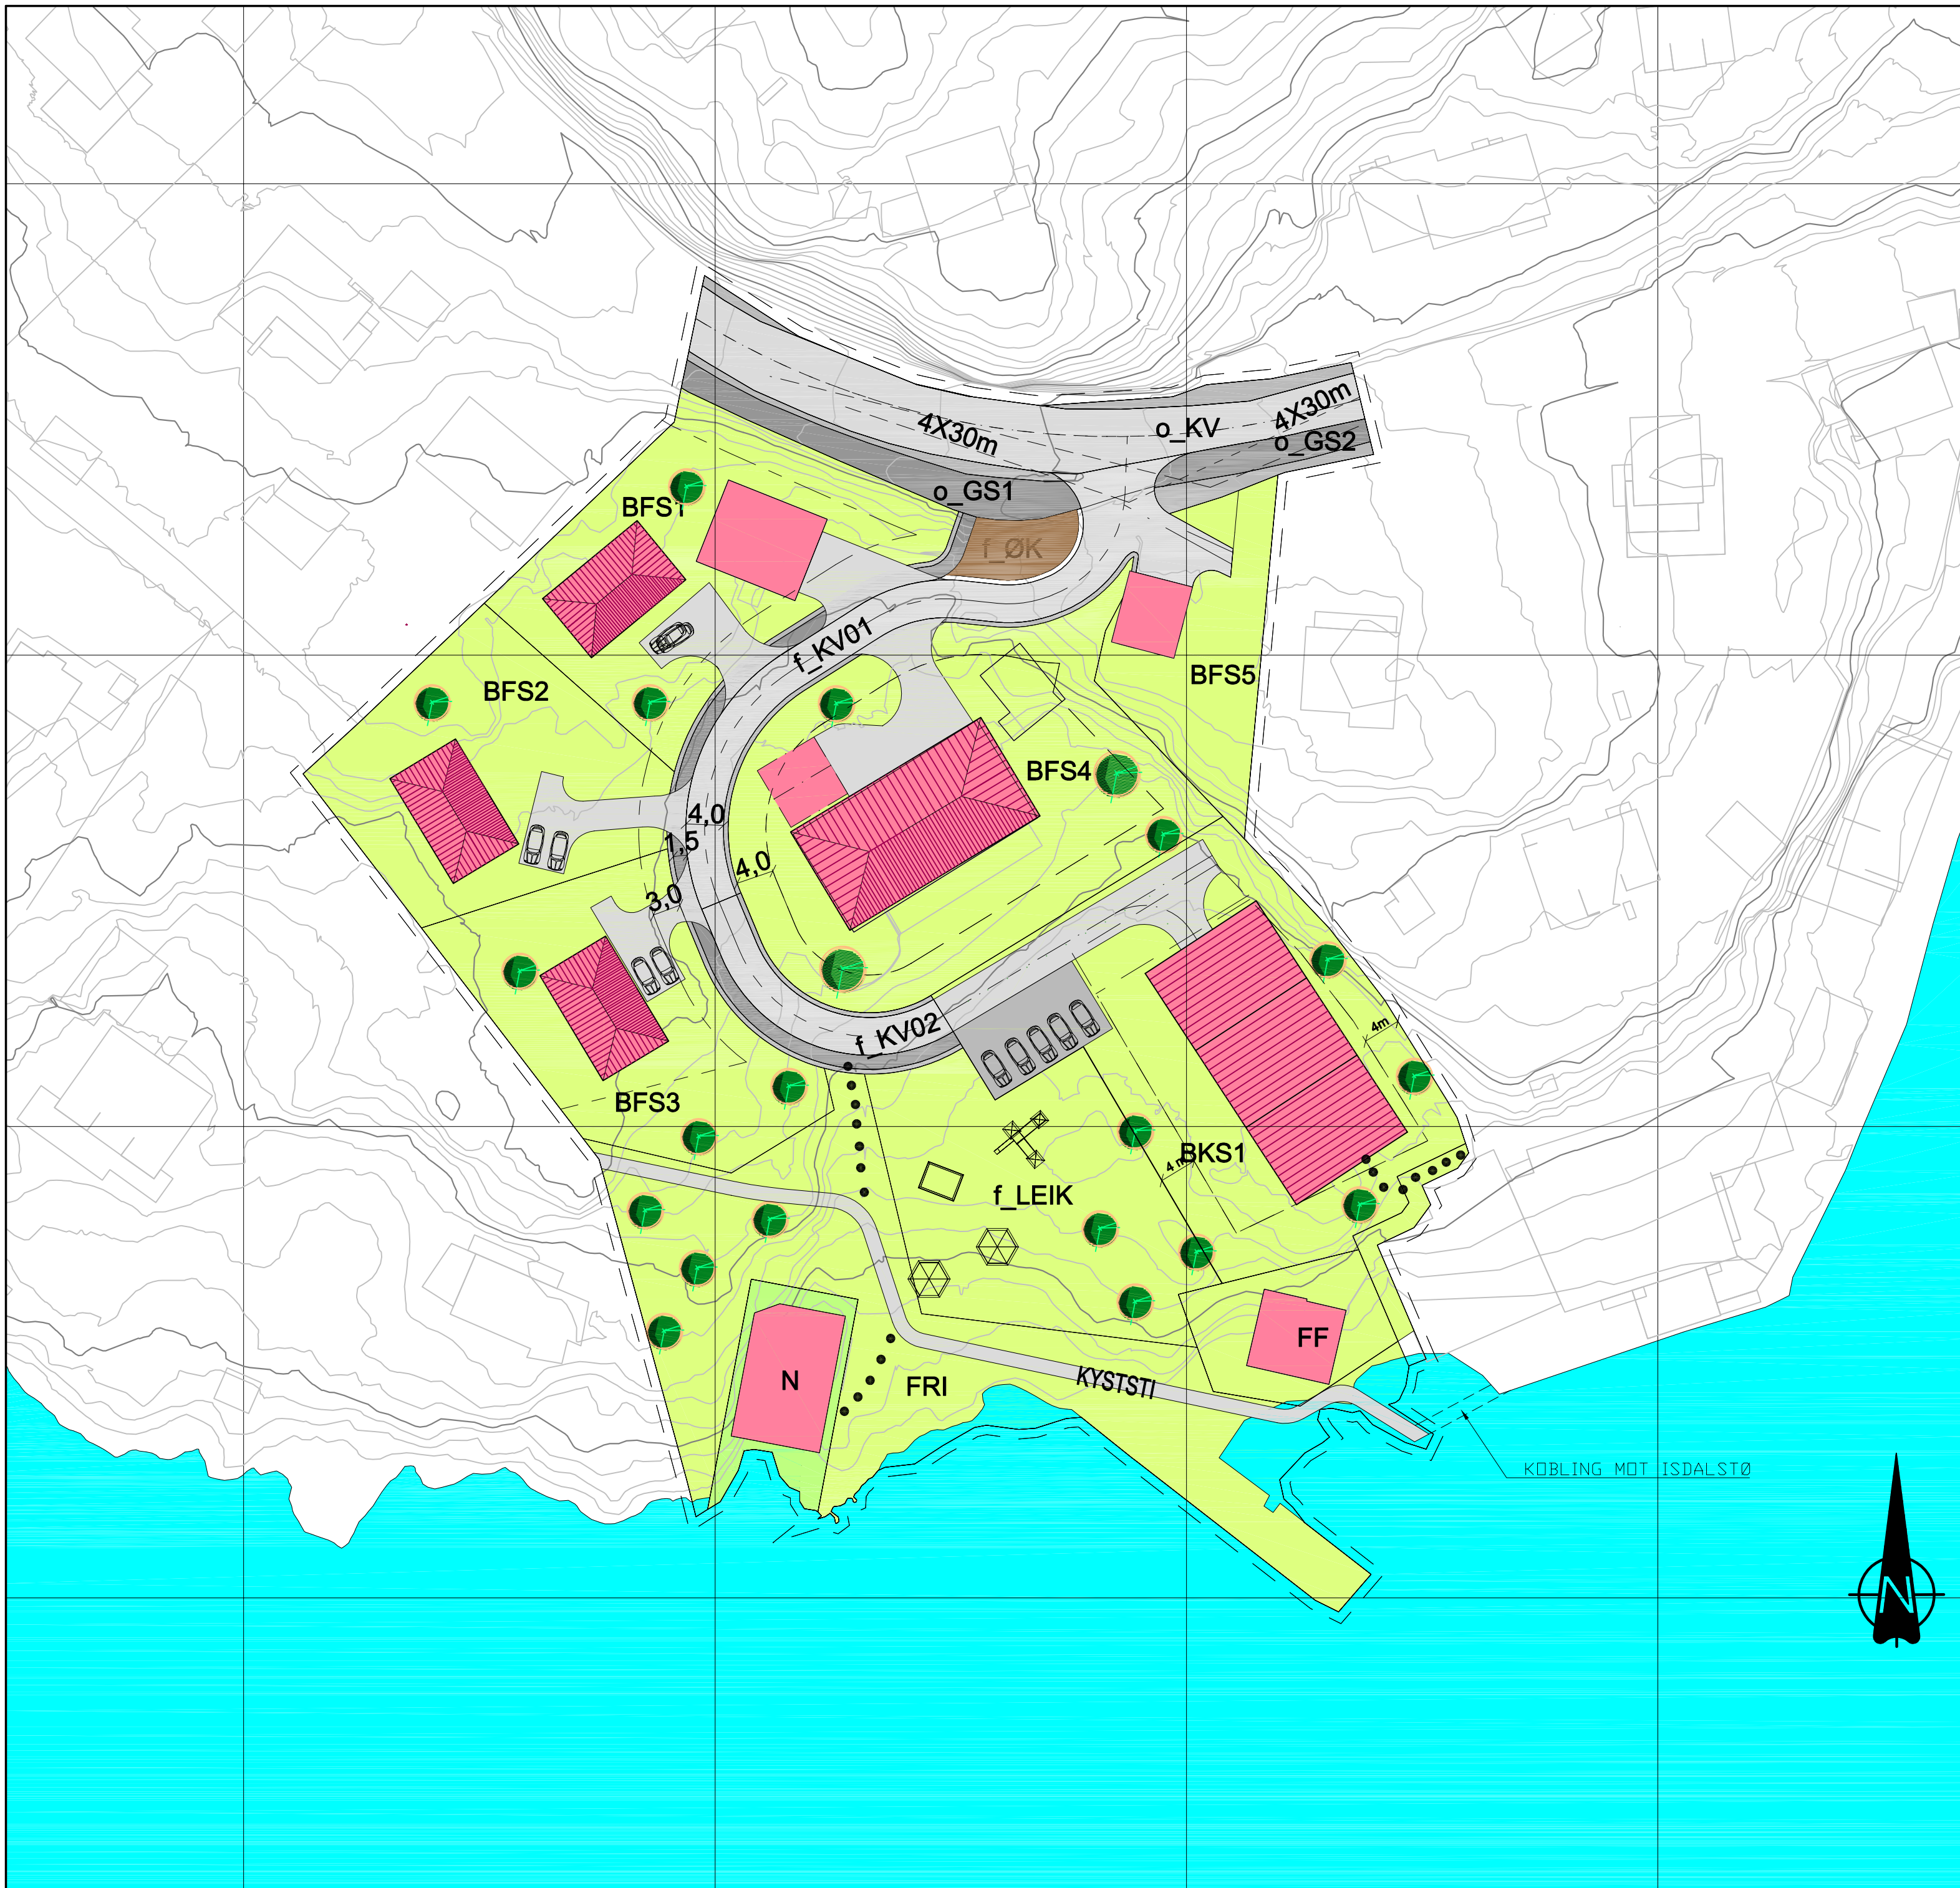 4X30m
o_KV
4X30m
o_GS2
o_GS1
BFS1
f_ØK
f_KV01
BFS5
BFS2
BFS4
4,0
1,5
4,0
3,0
4m
f_KV02
BFS3
BKS1
4 m
f_LEIK
FF
N
FRI
KYSTSTI
KOBLING MOT ISDALSTØ
N